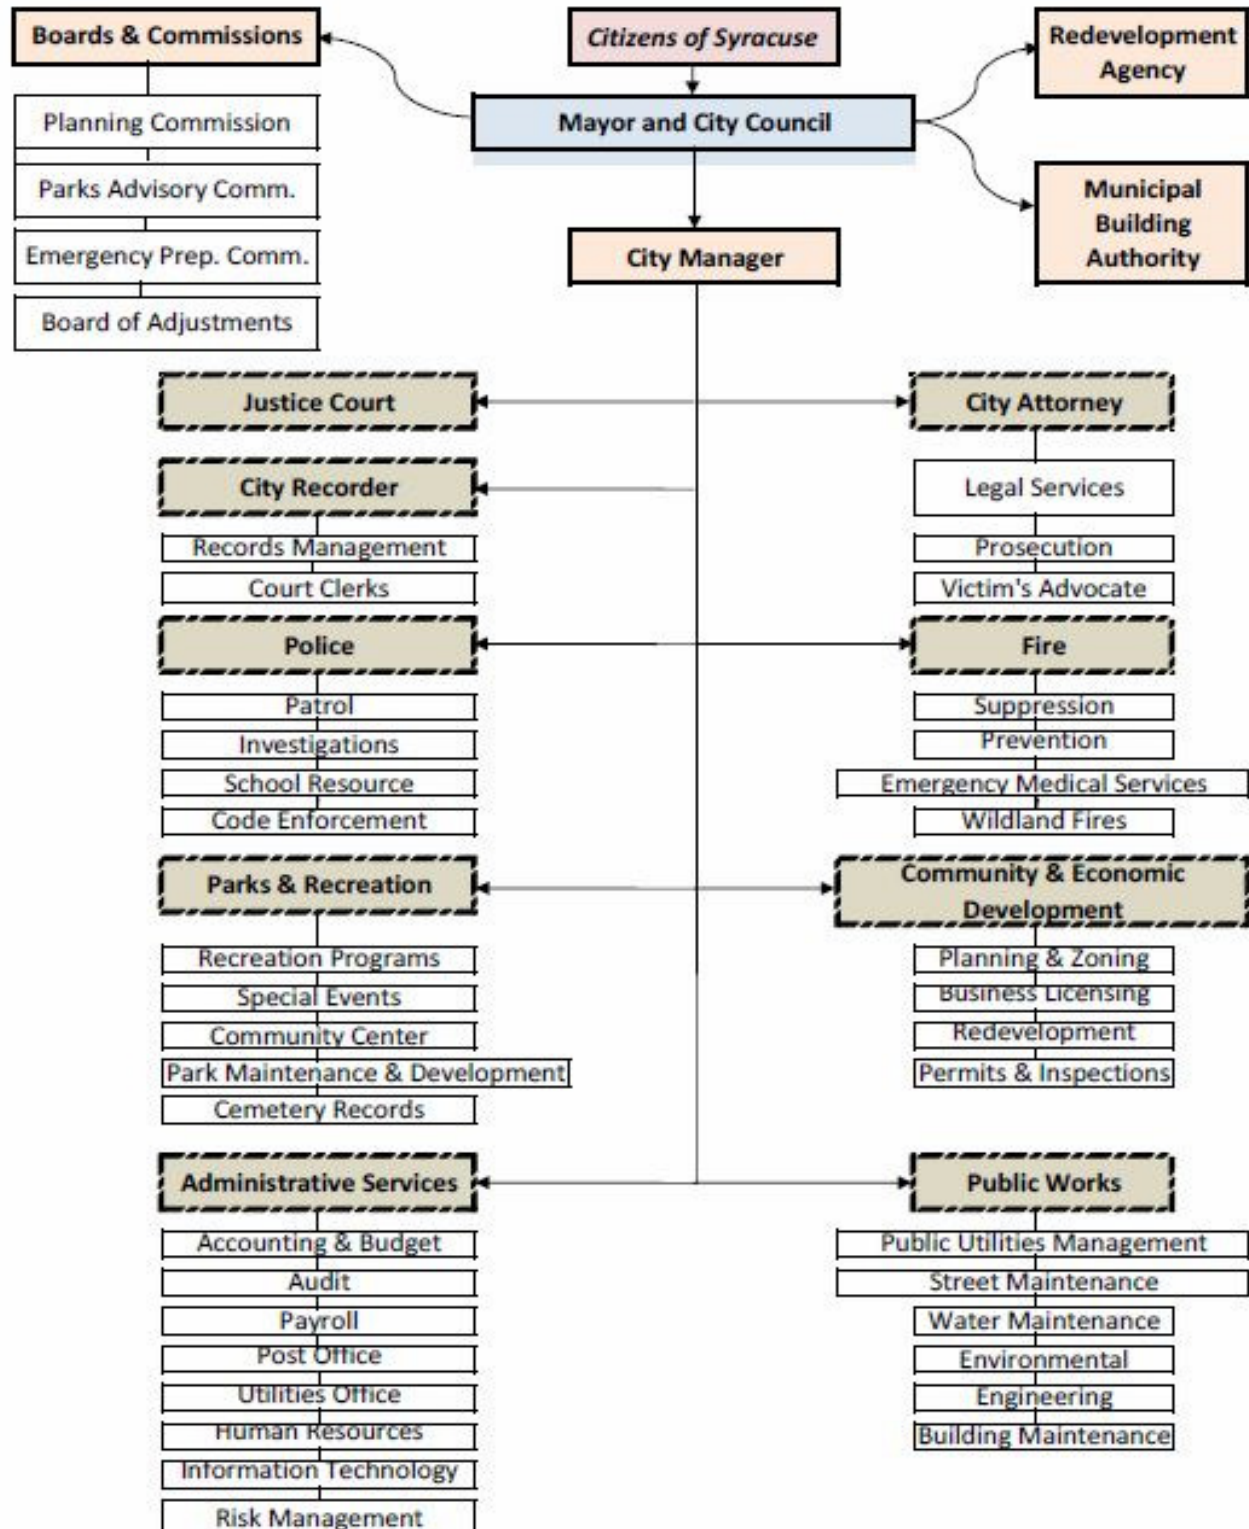 Boards & Commissions
Citizens of Syracuse
Redevelopment
Agency
Planning Commission
Mayor and City Council
Parks Advisory Comm.
Municipal
Building
Authority
Emergency Prep. Comm.
City Manager
Board of Adjustments
Justice Court
City Attorney
City Recorder
Legal Services
Records Management
Prosecution
Court Clerks
Victim's Advocate
Police
Fire
Patrol
Suppression
Investigations
Prevention
School Resource
Emergency Medical Services
Code Enforcement
Wildland Fires
Parks & Recreation
Community & Economic
Development
Recreation Programs
Planning & Zoning
Special Events
Business Licensing
Community Center
Redevelopment
Park Maintenance & Development
Permits & Inspections
Cemetery Records
Administrative Services
Public Works
Accounting & Budget
Public Utilities Management
Audit
Street Maintenance
Payroll
Water Maintenance
Post Office
Environmental
Utilities Office
Engineering
Human Resources
Building Maintenance
Information Technology
Risk Management